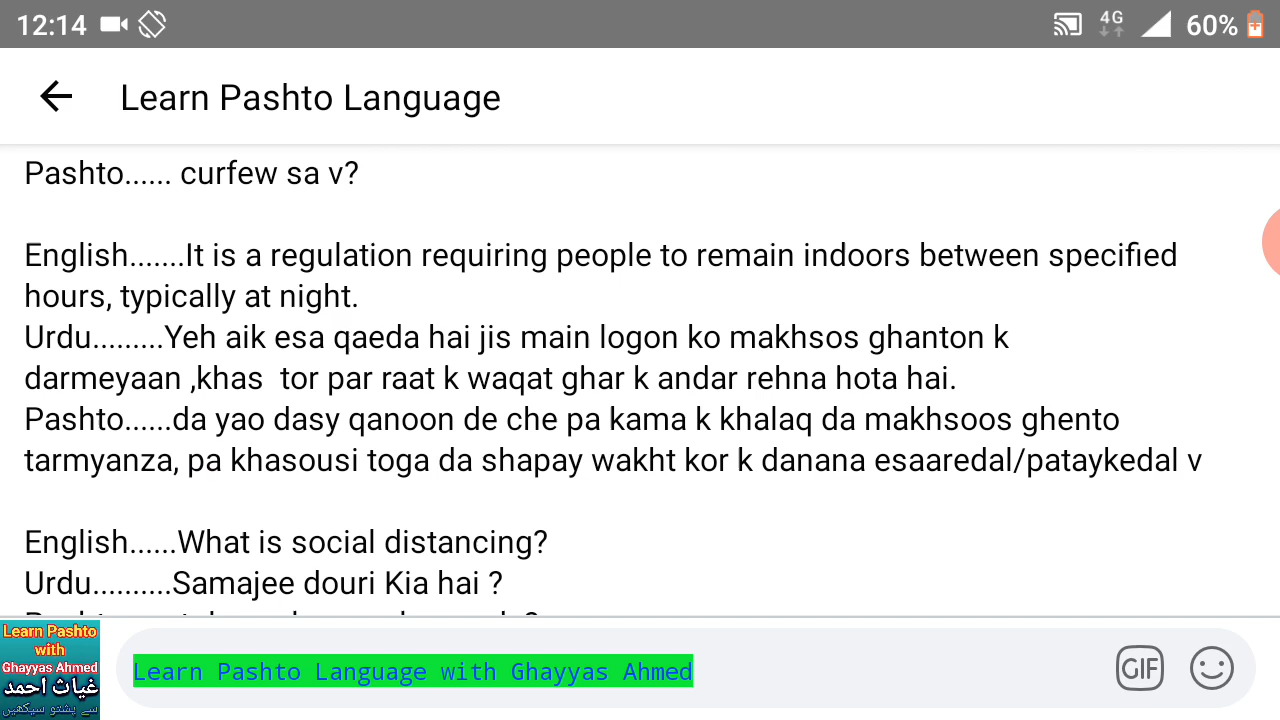 12:14
4G
60%
Learn Pashto Language
Pashto...... curfew sa v?
English.......It is a regulation requiring people to remain indoors between specified
hours, typically at night.
Urdu.........Yeh aik esa qaeda hai jis main logon ko makhsos ghanton k
darmeyaan ,khas  tor par raat k waqat ghar k andar rehna hota hai.
Pashto......da yao dasy qanoon de che pa kama k khalaq da makhsoos ghento
tarmyanza, pa khasousi toga da shapay wakht kor k danana esaaredal/pataykedal v
English......What is social distancing?
Urdu..........Samajee douri Kia hai ?
Learn Pashto
with
Ghayyas Ahmed
غیاث احمد
سے پشتو سیکھیں
Learn Pashto Language with Ghayyas Ahmed
GIF